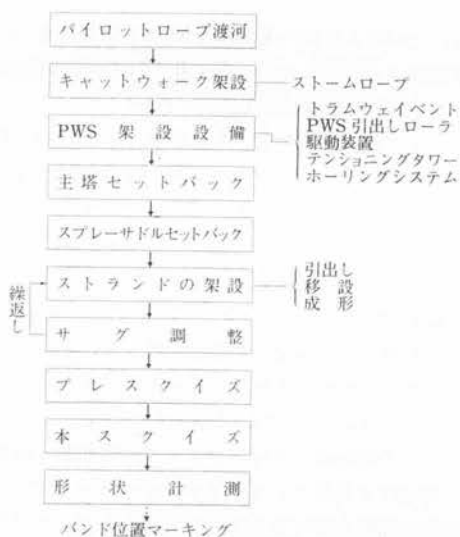 パイロットロープ渡河
キャットウォーク架設
ストームロープ
PWS 架設設備
トラムウェイベント
PWS引出しローラ
駆動装置
テンショニングタワー
ホーリングシステム
主塔セットバック
スプレーサドルセットバック
ストランドの架設
引出し
移設
成形
繰返し
サグ調整
プレスクイズ
本スクイズ
形状計測
バンド位置マーキング